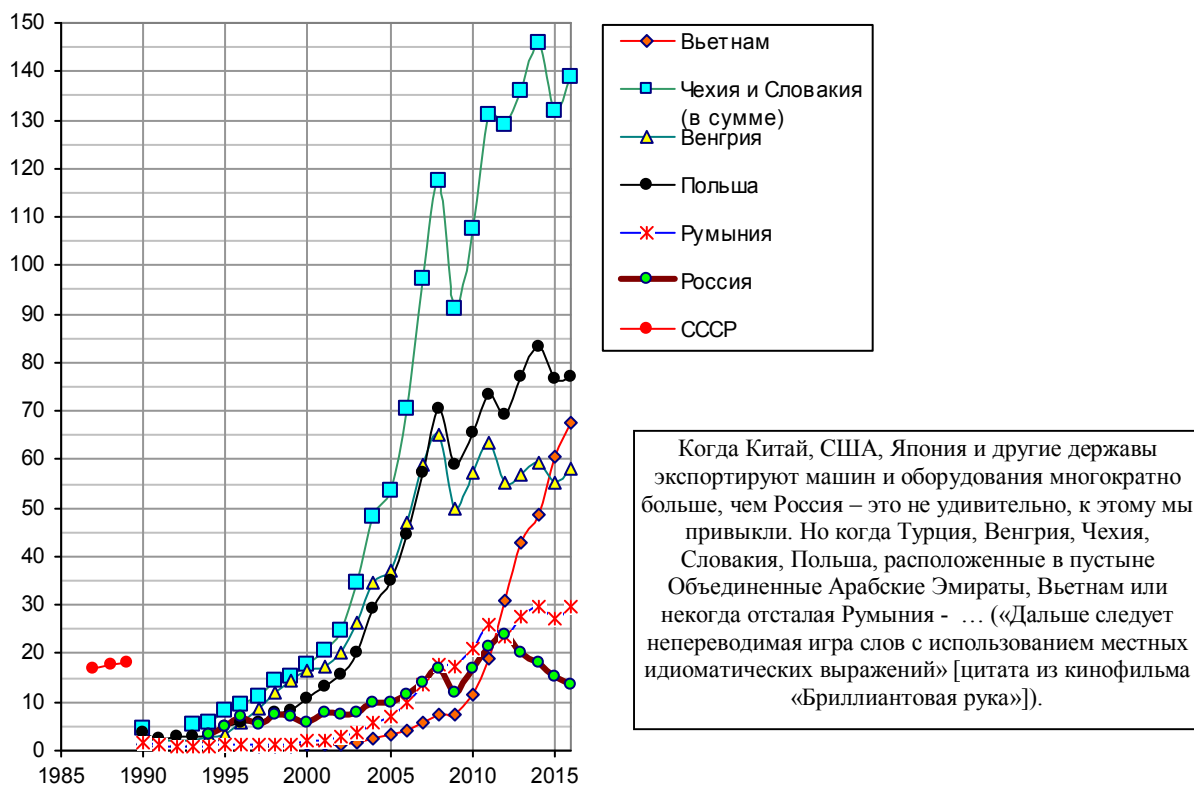 150
140
130
120
110
100
90
80
70
60
50
40
30
20
10
0
1985 1990 1995 2000 2005 2010 2015
Вьетнам
Чехия и Словакия
(в сумме)
Венгрия
Польша
Румыния
Россия
СССР
Когда Китай, США, Япония и другие державы
экспортируют машин и оборудования многократно
больше, чем Россия – это не удивительно, к этому мы
привыкли. Но когда Турция, Венгрия, Чехия,
Словакия, Польша, расположенные в пустыне
Объединенные Арабские Эмираты, Вьетнам или
некогда отсталая Румыния - … («Дальше следует
непереводимая игра слов с использованием местных
идиоматических выражений» [цитата из кинофильма
«Бриллиантовая рука»]).